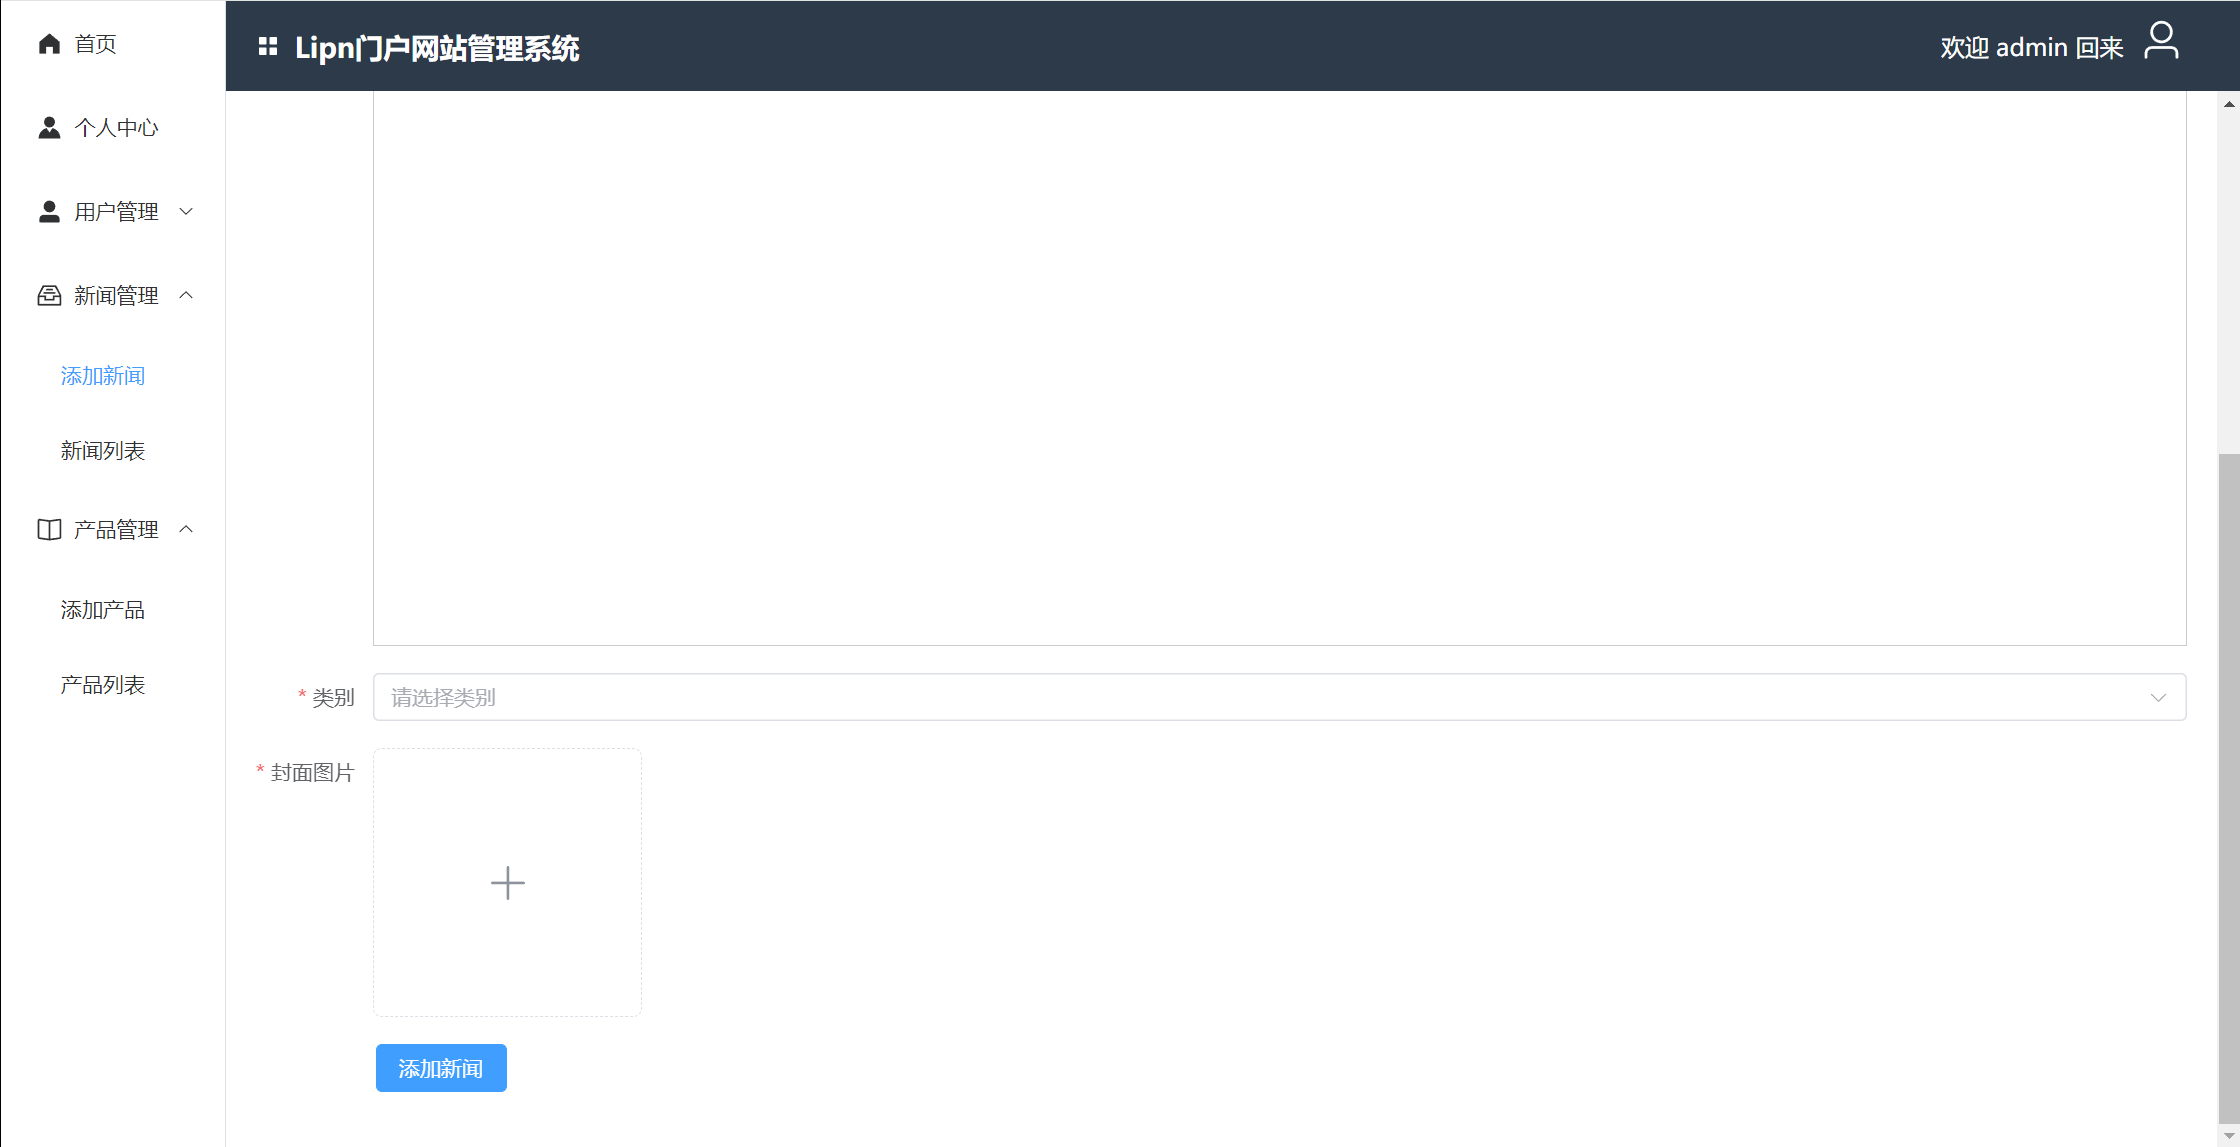 首页
个人中心
用户管理
新闻管理
添加新闻
新闻列表
产品管理
添加产品
产品列表
Lipn门户网站管理系统
欢迎 admin 回来
* 类别
请选择类别
* 封面图片
添加新闻